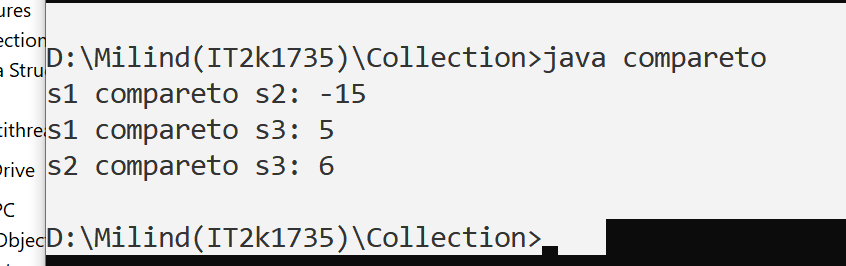 ures
ection
D:\Milind(IT2k1735)\Collection>java compareto
a Stru
s1 compareto s2: -15
tithrea
s1 compareto s3: 5
Drive
s2 compareto s3: 6
PC
Objec
D:\Milind(IT2k1735)\Collection>